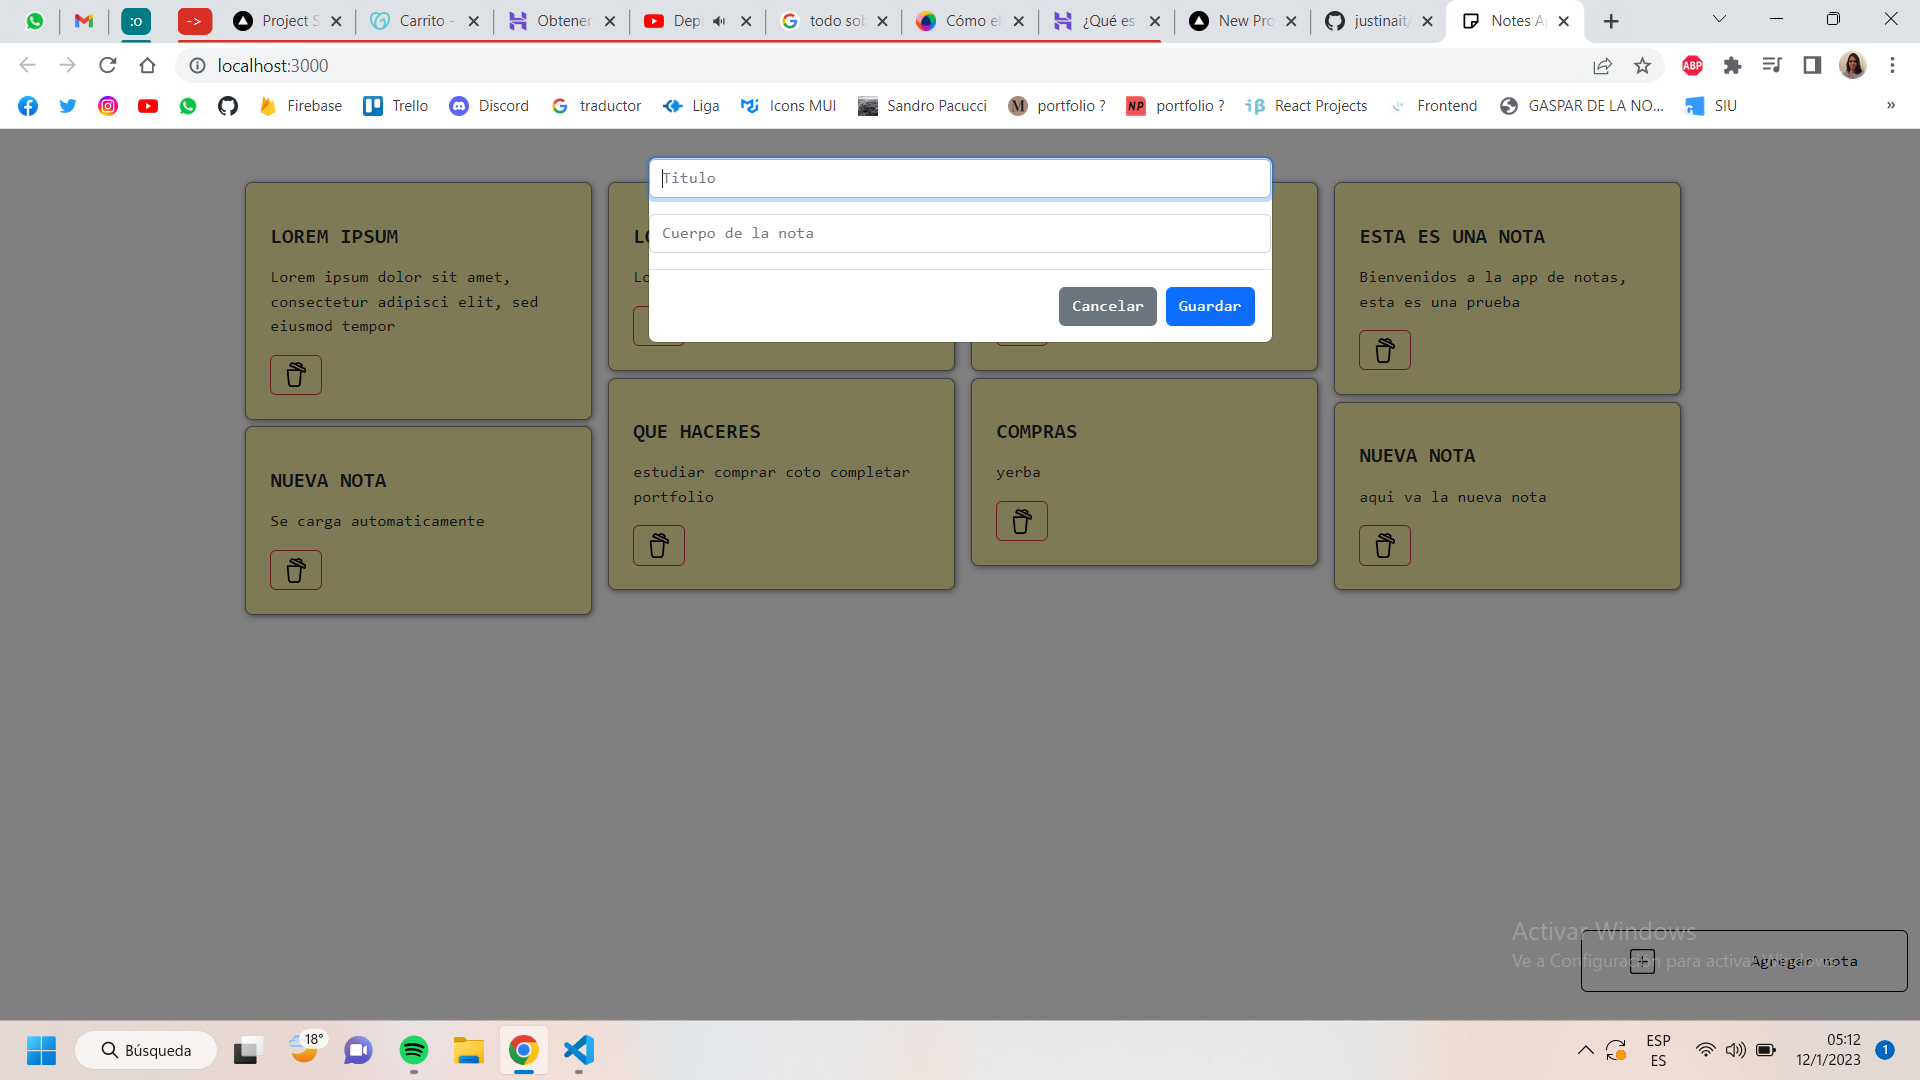 :o
->
Project S
Carrito -
Obtener
Dep
todo sob
Cómo el
¿Qué es
New Pro
justinait/
Notes A
localhost:3000
ABP
Firebase
Trello
Discord
traductor
Liga
Icons MUI
Sandro Pacucci
portfolio ?
portfolio ?
React Projects
Frontend
GASPAR DE LA NO...
SIU
»
Titulo
Cuerpo de la nota
Cancelar
Guardar
LOREM IPSUM
Lorem ipsum dolor sit amet,
consectetur adipisci elit, sed
eiusmod tempor
L
Lo
ESTA ES UNA NOTA
Bienvenidos a la app de notas,
esta es una prueba
NUEVA NOTA
Se carga automaticamente
QUE HACERES
estudiar comprar coto completar
portfolio
COMPRAS
yerba
NUEVA NOTA
aqui va la nueva nota
Activar Windows
Ve a Configuración para activar Windows.
Agregar nota
Búsqueda
18°
ESP
ES
05:12
12/1/2023
1